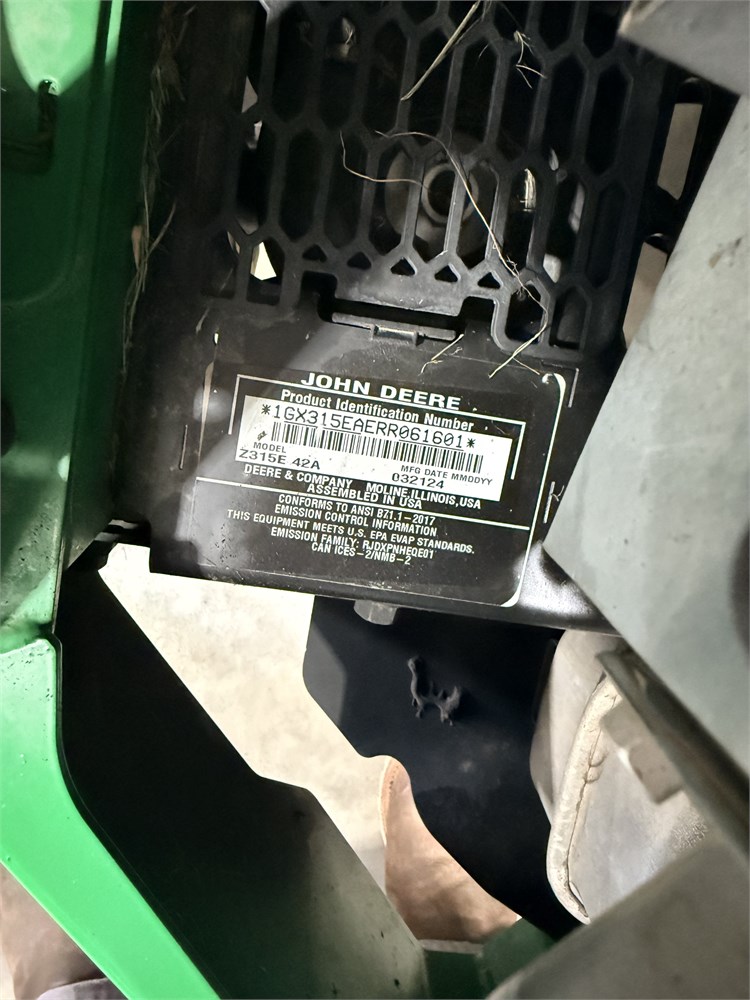 JOHN DEERE
Product Identification Number
*1GX315EAERR061601*
MODEL MFG DATE MMDDYY
Z315E 42A 032124
DEERE & COMPANY MOLINE, ILLINOIS, USA
ASSEMBLED IN USA
CONFORMS TO ANSI B71.1-2017
EMISSION CONTROL INFORMATION
THIS EQUIPMENT MEETS U.S. EPA EVAP STANDARDS.
EMISSION FAMILY: RJDXPNHEQE01
CAN ICES-2/NMB-2